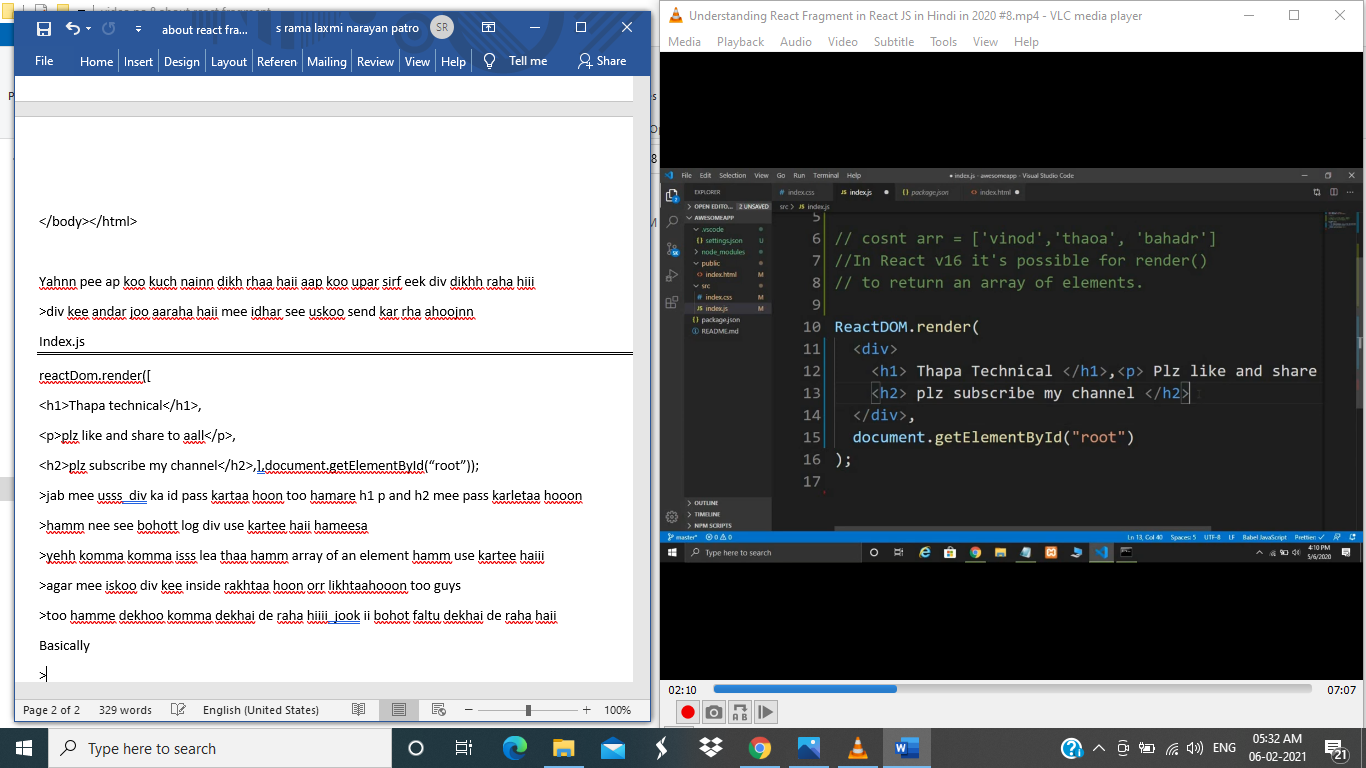 video no 8 about react fragment
about react fra...
s rama laxmi narayan patro
SR
File
Home
Insert
Design
Layout
Referen
Mailing
Review
View
Help
Tell me
Share
</body></html>
Yahnn pee ap koo kuch nainn dikh rhaa haii aap koo upar sirf eek div dikhh raha hiii
>div kee andar joo aaraha haii mee idhar see uskoo send kar rha ahoojnn
Index.js
reactDom.render([
<h1>Thapa technical</h1>,
<p>plz like and share to aall</p>,
<h2>plz subscribe my channel</h2>,],document.getElementById(“root”));
>jab mee usss_div ka id pass kartaa hoon too hamare h1 p and h2 mee pass karletaa hooon
>hamm nee see bohott log div use kartee haii hameesa
>yehh komma komma isss lea thaa hamm array of an element hamm use kartee haiii
>agar mee iskoo div kee inside rakhtaa hoon orr likhtaahooon too guys
>too hamme dekhoo komma dekhai de raha hiiii_jook ii bohot faltu dekhai de raha haii
Basically
>
Page 2 of 2
329 words
English (United States)
100%
Understanding React Fragment in React JS in Hindi in 2020 #8.mp4 - VLC media player
Media Playback Audio Video Subtitle Tools View Help
File Edit Selection View Go Run Terminal Help
● index.js - awesomeapp - Visual Studio Code
EXPLORER
OPEN EDITO... 2 UNSAVED
AWESOMEAPP
.vscode
settings.json U
node_modules
public
index.html M
src
index.css M
index.js M
package.json
README.md
OUTLINE
TIMELINE
NPM SCRIPTS
index.css
index.js
package.json
index.html
src > index.js
5
6 // cosnt arr = ['vinod','thaoa', 'bahadr']
7 //In React v16 it's possible for render()
8 // to return an array of elements.
9
10 ReactDOM.render(
11 <div>
12 <h1> Thapa Technical </h1>,<p> Plz like and share
13 <h2> plz subscribe my channel </h2>
14 </div>,
15 document.getElementById("root")
16 );
17
master*
0 0
Ln 13, Col 40 Spaces: 5 UTF-8 LF Babel JavaScript Prettier: ✓
Type here to search
4:10 PM
5/6/2020
02:10
07:07
Type here to search
ENG
05:32 AM
06-02-2021
21